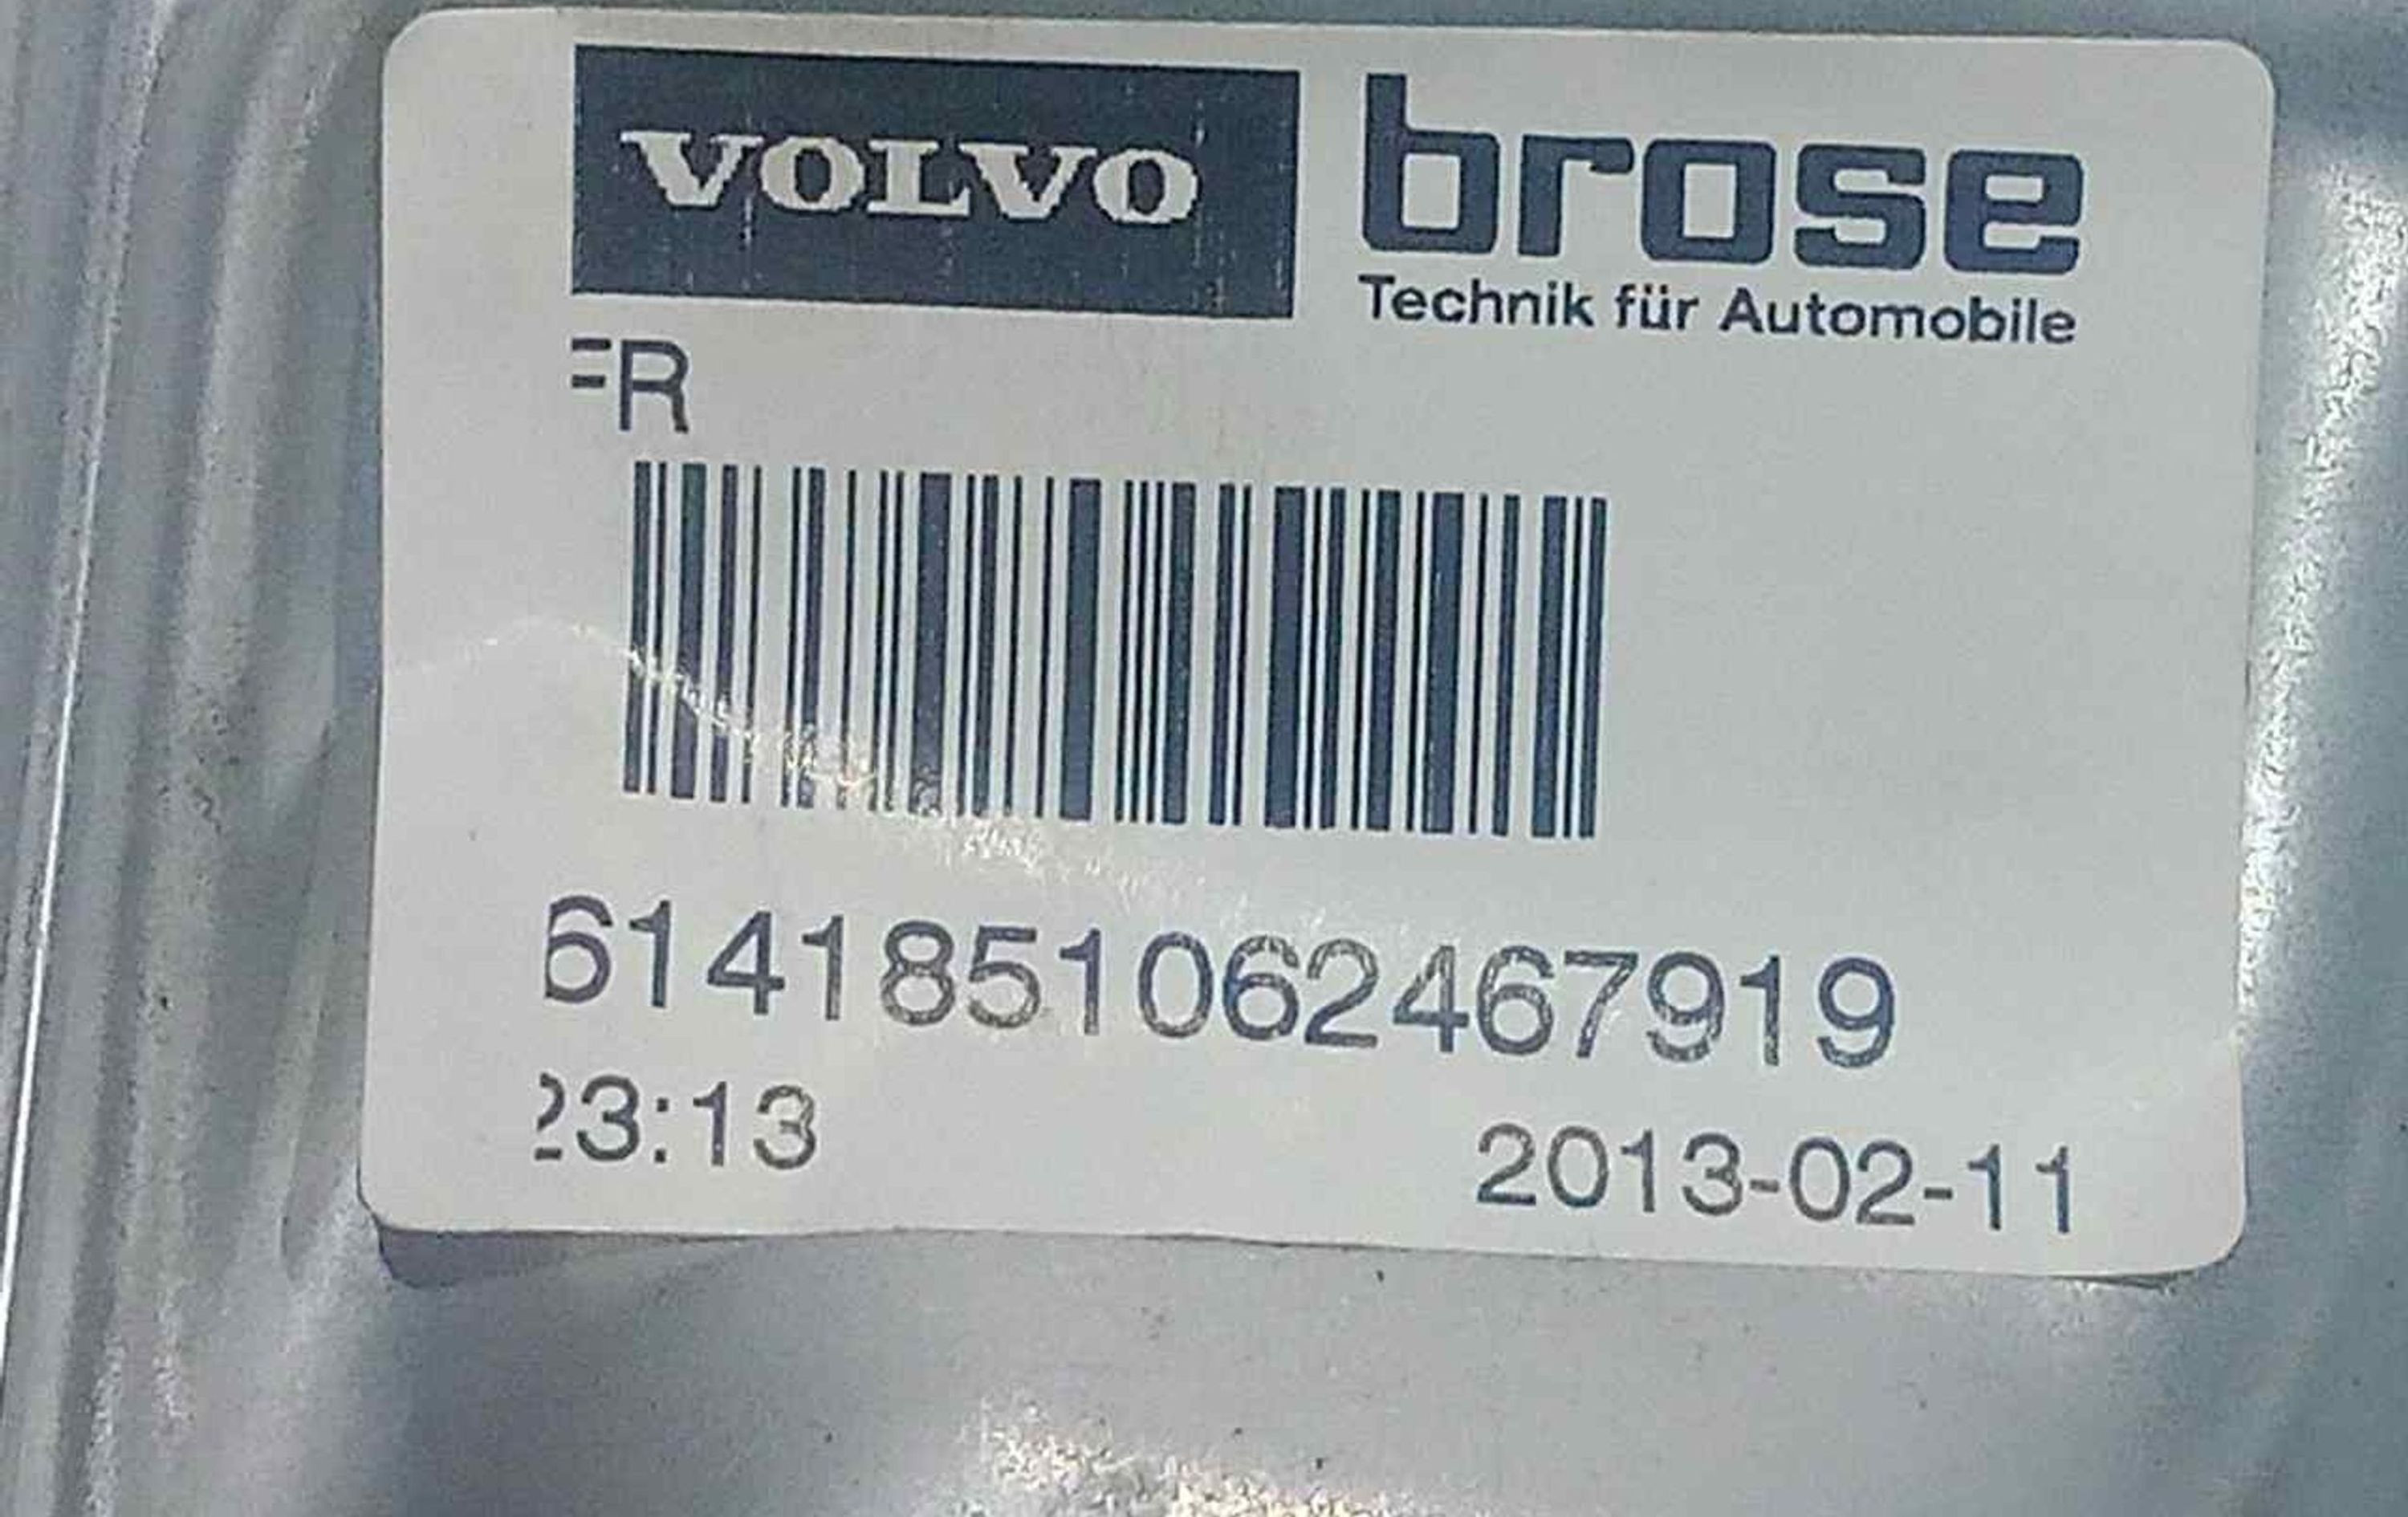 VOLVO brose
Technik für Automobile
FR
6141851062467919
23:13 2013-02-11